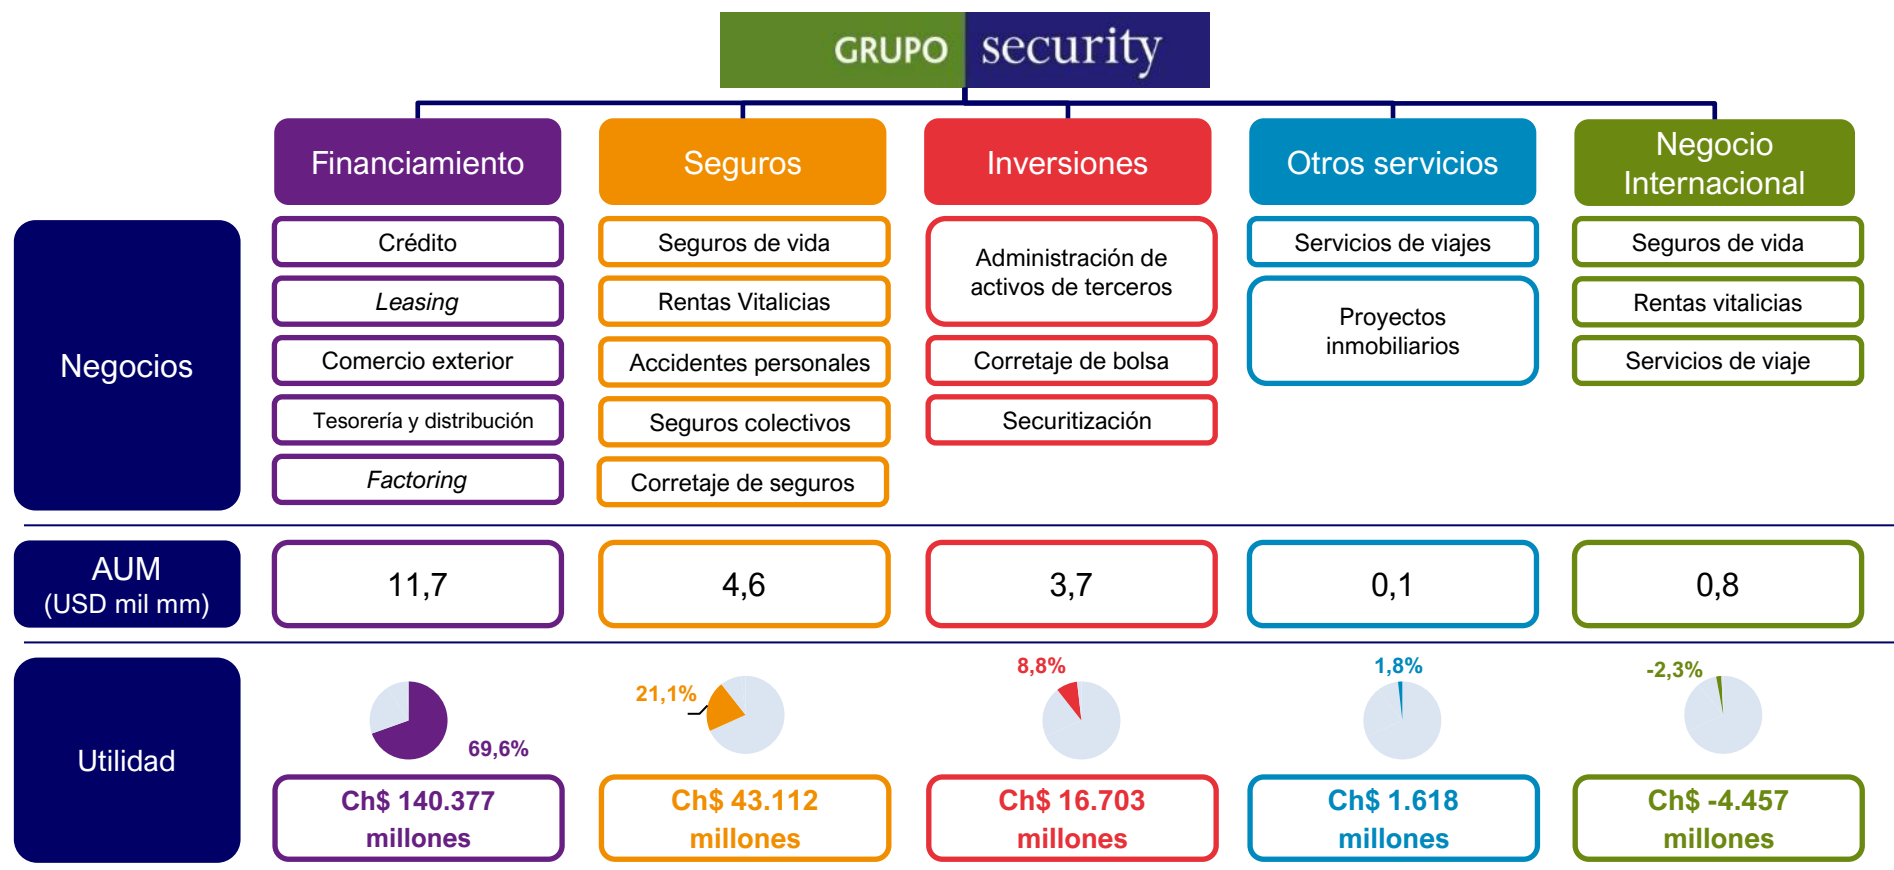 GRUPO security
Financiamiento
Seguros
Inversiones
Otros servicios
Negocio
Internacional
Negocios
Crédito
Leasing
Comercio exterior
Tesorería y distribución
Factoring
Seguros de vida
Rentas Vitalicias
Accidentes personales
Seguros colectivos
Corretaje de seguros
Administración de
activos de terceros
Corretaje de bolsa
Securitización
Servicios de viajes
Proyectos
inmobiliarios
Seguros de vida
Rentas vitalicias
Servicios de viaje
AUM
(USD mil mm)
11,7
4,6
3,7
0,1
0,8
Utilidad
69,6%
21,1%
8,8%
1,8%
-2,3%
Ch$ 140.377
millones
Ch$ 43.112
millones
Ch$ 16.703
millones
Ch$ 1.618
millones
Ch$ -4.457
millones